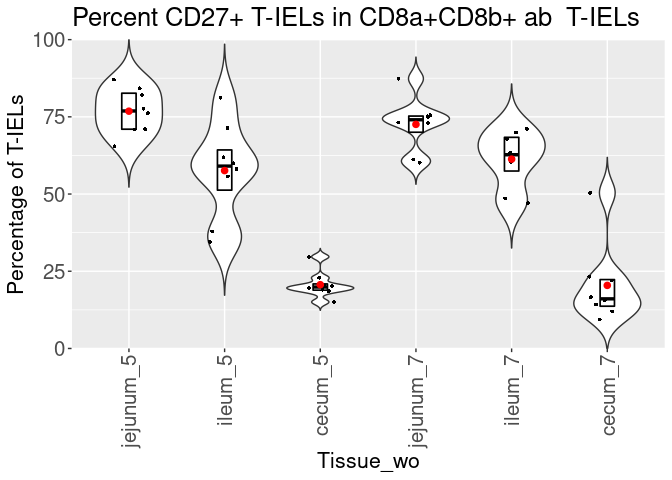 Percent CD27+ T-IELs in CD8a+CD8b+ ab  T-IELs
Percentage of T-IELs
100
75
50
25
0
jejunum_5
ileum_5
cecum_5
jejunum_7
ileum_7
cecum_7
Tissue_wo